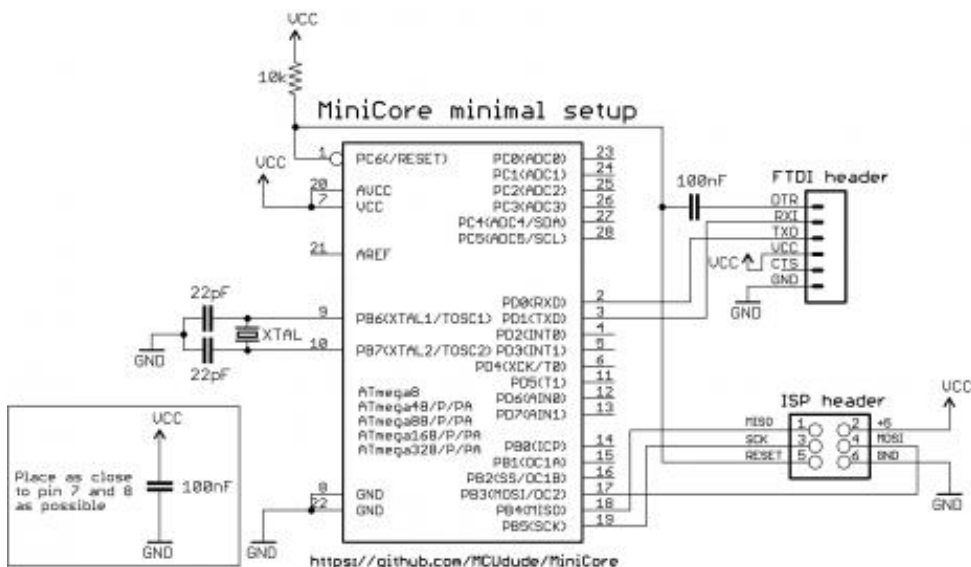 VCC
10k
MiniCore minimal setup
1
PC6(/RESET)
VCC
20
AVCC
7
VCC
21
AREF
22pF
9
PB6(XTAL1/TOSC1)
XTAL
GND
10
PB7(XTAL2/TOSC2)
22pF
ATmega8
ATmega48/P/PA
ATmega88/P/PA
ATmega168/P/PA
ATmega328/P/PA
8
GND
22
GND
GND
PC0(ADC0)
23
PC1(ADC1)
24
PC2(ADC2)
25
PC3(ADC3)
26
PC4(ADC4/SDA)
27
PC5(ADC5/SCL)
28
PD0(RXD)
2
PD1(TXD)
3
PD2(INT0)
4
PD3(INT1)
5
PD4(XCK/T0)
6
PD5(T1)
11
PD6(AIN0)
12
PD7(AIN1)
13
PB0(ICP)
14
PB1(OC1A)
15
PB2(SS/OC1B)
16
PB3(MOSI/OC2)
17
PB4(MISO)
18
PB5(SCK)
19
100nF
FTDI header
DTR
RXI
TXO
VCC
VCC
CTS
GND
GND
ISP header
VCC
MISO
1
2
+5
SCK
3
4
MOSI
RESET
5
6
GND
GND
VCC
Place as close
to pin 7 and 8
as possible
100nF
GND
https://github.com/MCUdude/MiniCore